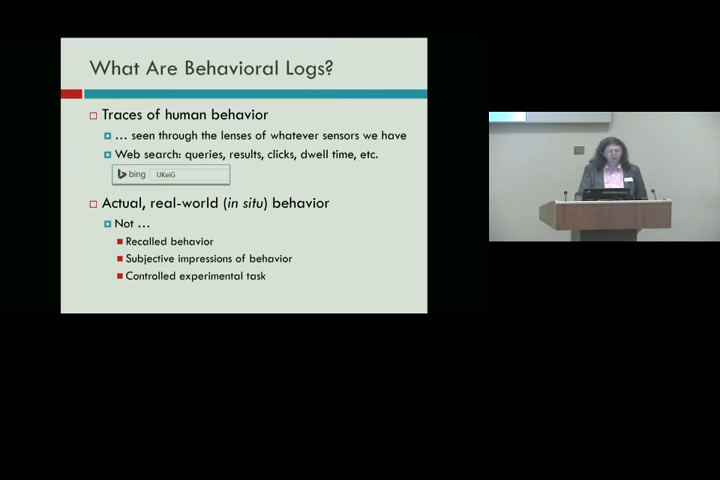 What Are Behavioral Logs?
Traces of human behavior
... seen through the lenses of whatever sensors we have
Web search: queries, results, clicks, dwell time, etc.
bing UKeiG
Actual, real-world (in situ) behavior
Not ...
Recalled behavior
Subjective impressions of behavior
Controlled experimental task